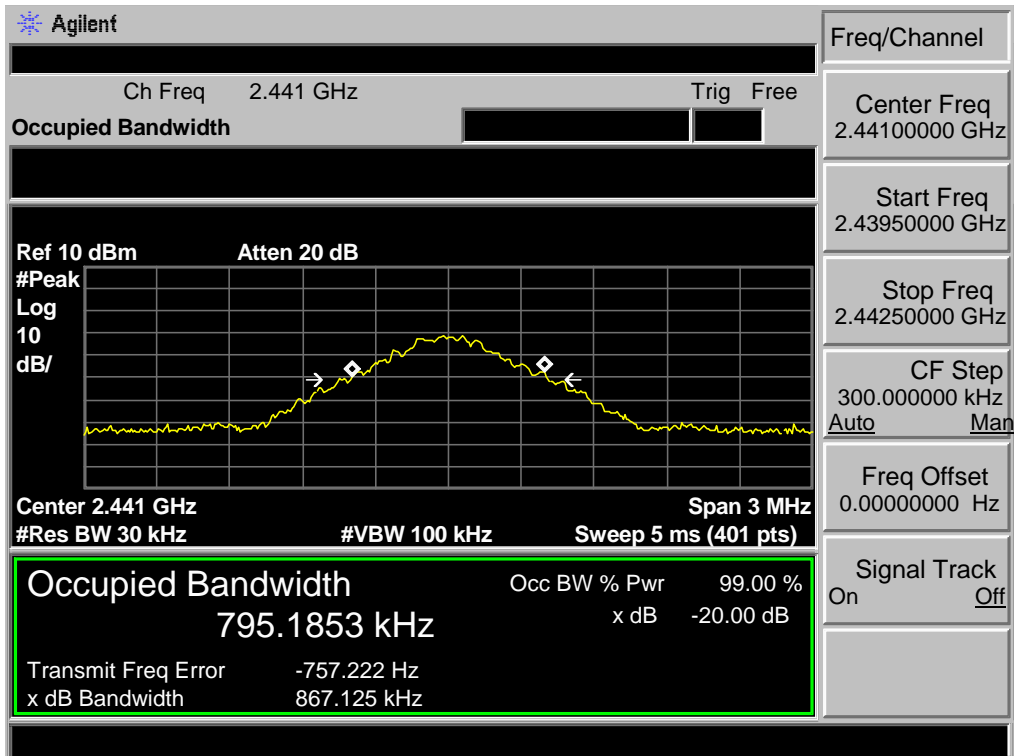 Agilent
Ch Freq 2.441 GHz Trig Free
Occupied Bandwidth
Ref 10 dBm Atten 20 dB
#Peak
Log
10
dB/
Center 2.441 GHz Span 3 MHz
#Res BW 30 kHz #VBW 100 kHz Sweep 5 ms (401 pts)
Occupied Bandwidth
795.1853 kHz
Occ BW % Pwr 99.00 %
x dB -20.00 dB
Transmit Freq Error -757.222 Hz
x dB Bandwidth 867.125 kHz
Freq/Channel
Center Freq
2.44100000 GHz
Start Freq
2.43950000 GHz
Stop Freq
2.44250000 GHz
CF Step
300.000000 kHz
Auto Man
Freq Offset
0.00000000 Hz
Signal Track
On Off